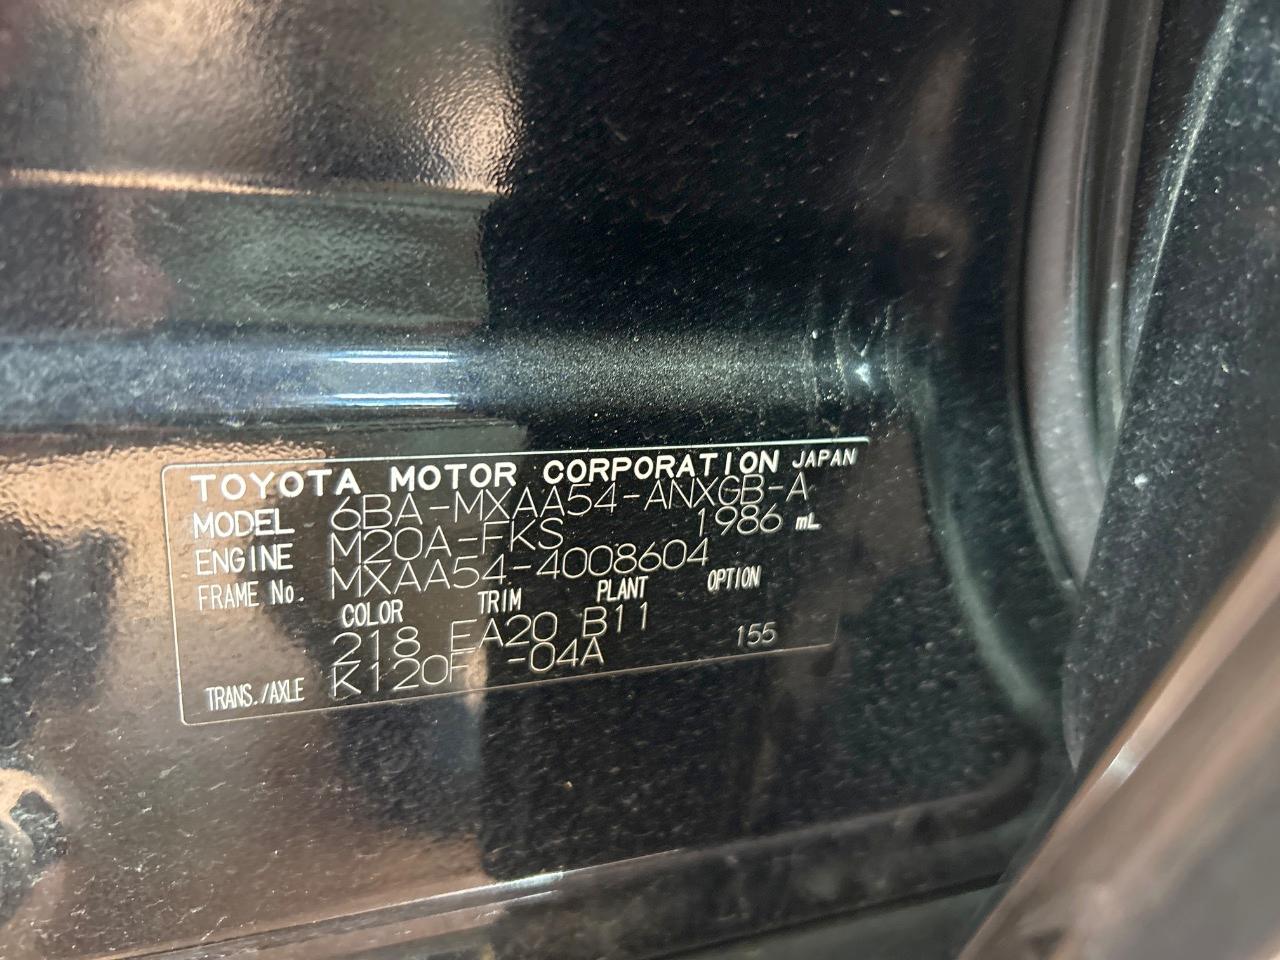 TOYOTA MOTOR CORPORATION JAPAN
MODEL 6BA-MXAA54-ANXGB-A
ENGINE M20A-FKS 1986 mL
FRAME No. MXAA54-4008604
COLOR TRIM PLANT OPTION
218 EA20 B11 155
TRANS./AXLE K120F -04A